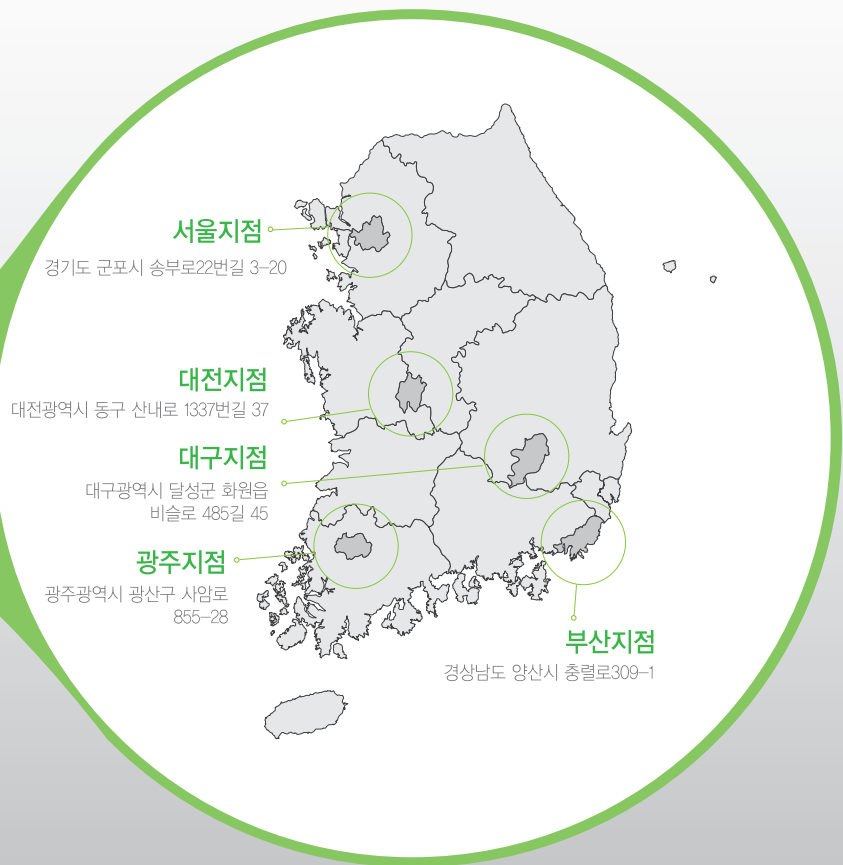 서울지점
경기도 군포시 송부로22번길 3-20
대전지점
대전광역시 동구 산내로 1337번길 37
대구지점
대구광역시 달성군 화원읍
비슬로 485길 45
광주지점
광주광역시 광산구 사암로
855-28
부산지점
경상남도 양산시 충렬로309-1